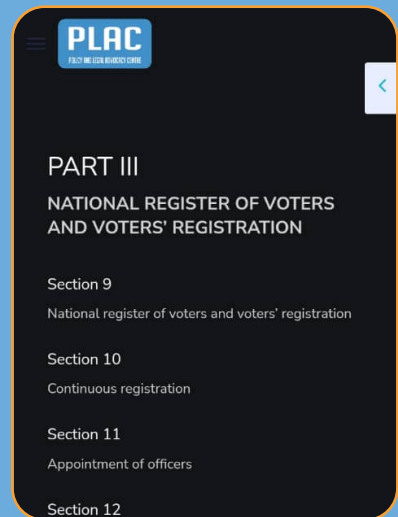 PLAC
POLICY AND LEGAL ADVOCACY CENTRE
PART III
NATIONAL REGISTER OF VOTERS
AND VOTERS' REGISTRATION
Section 9
National register of voters and voters' registration
Section 10
Continuous registration
Section 11
Appointment of officers
Section 12